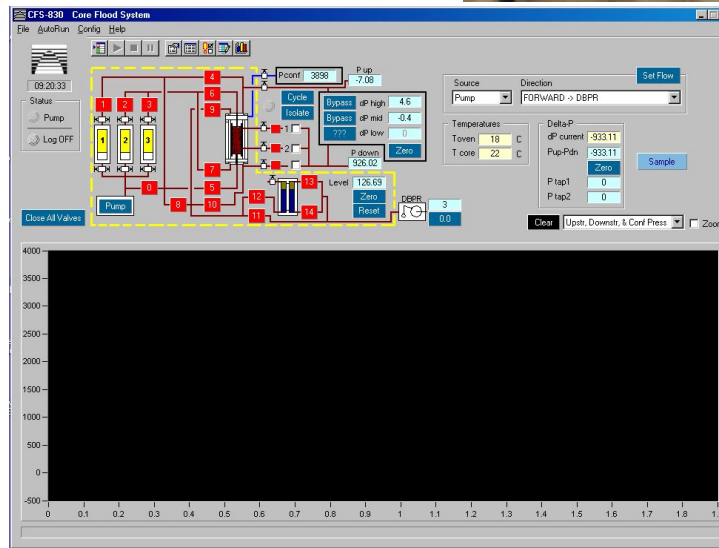 CFS-830 Core Flood System
File AutoRun Config Help
09:20:33
Status
Pump
Log OFF
Close All Valves
1 2 3
4
6
9
1 2 3
7
0
5
Pump
8
10
12
11
13
14
Pconf 3898
P up
-7.08
Cycle
Isolate
1
2
Bypass dP high 4.6
Bypass dP mid -0.4
??? dP low 0
P down
926.02
Zero
Level 126.69
Zero
Reset
DBPR
3
0.0
Source
Pump
Direction
FORWARD -> DBPR
Set Flow
Temperatures
Toven 18 C
T core 22 C
Delta-P
dP current -933.11
Pup-Pdn -933.11
Zero
P tap1 0
P tap2 0
Sample
Clear Upstr, Downstr, & Conf Press
4000
3500
3000
2500
2000
1500
1000
500
0
-500
0 0.1 0.2 0.3 0.4 0.5 0.6 0.7 0.8 0.9 1 1.1 1.2 1.3 1.4 1.5 1.6 1.7 1.8